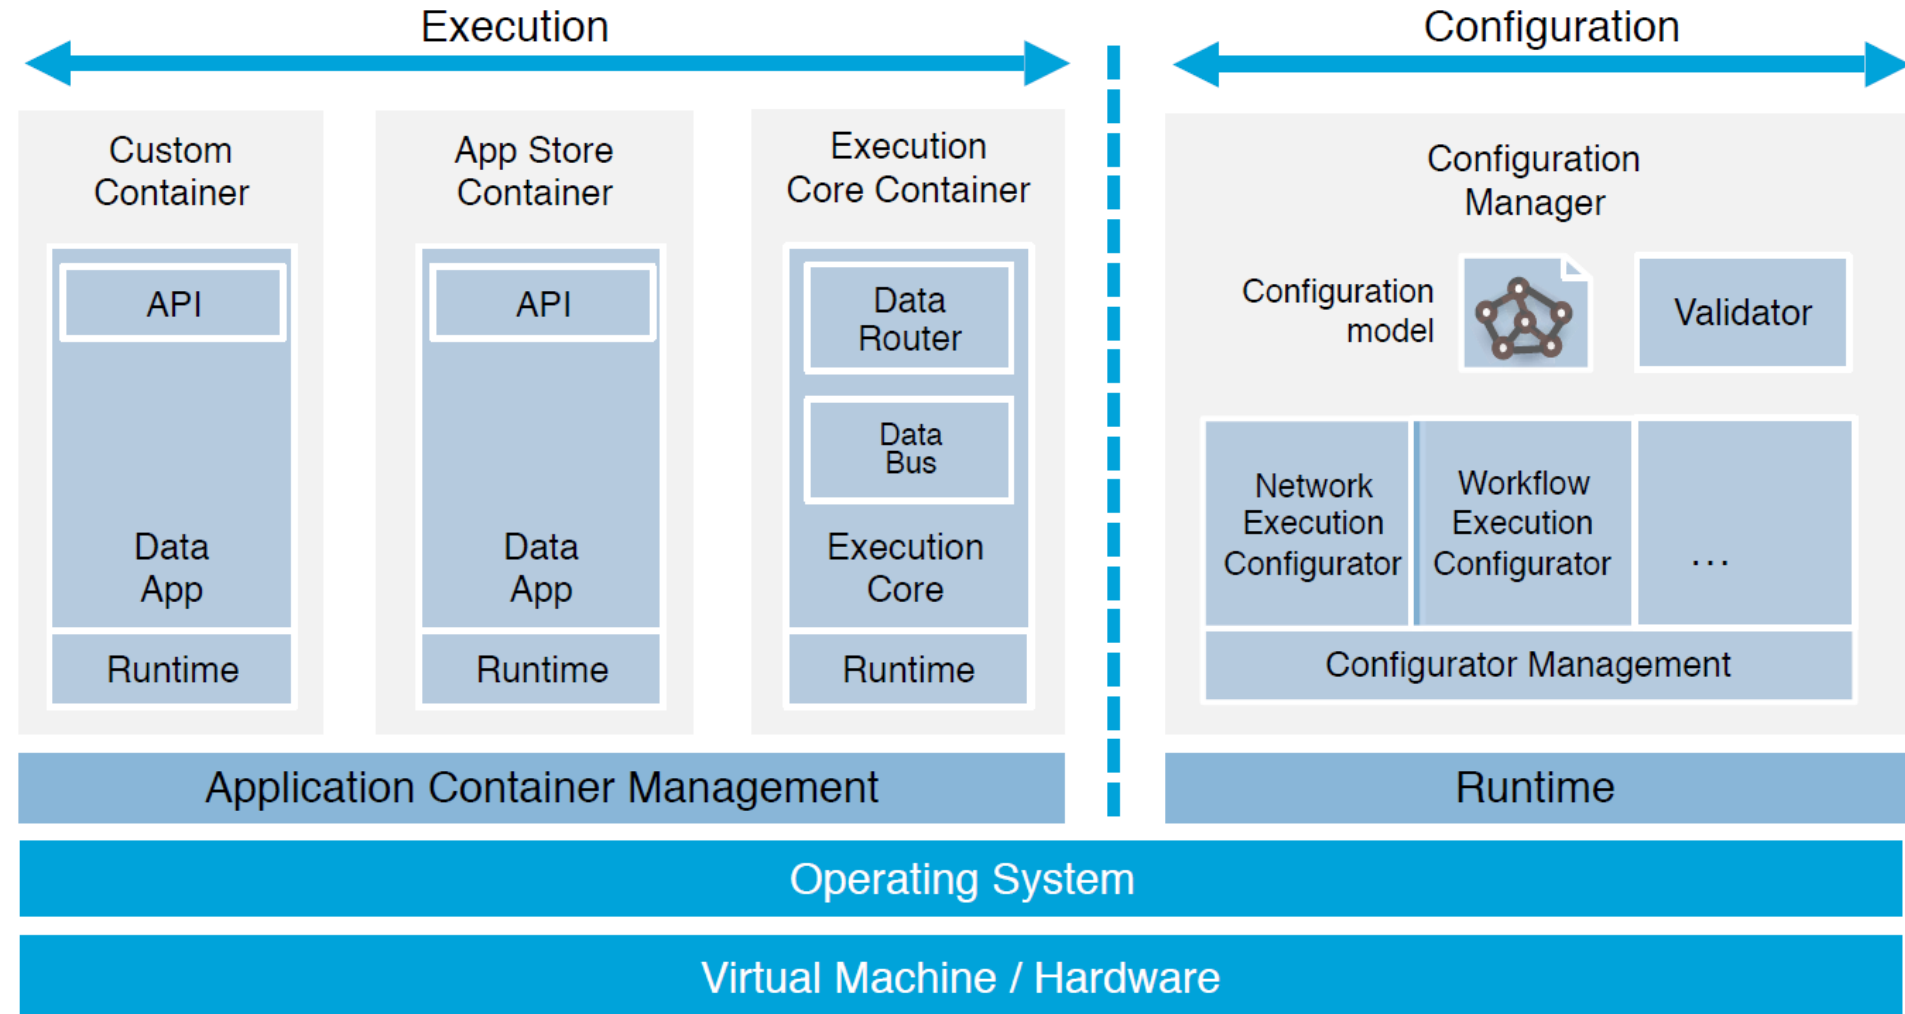 Execution
Configuration
Custom
Container
API
Data
App
Runtime
App Store
Container
API
Data
App
Runtime
Execution
Core Container
Data
Router
Data
Bus
Execution
Core
Runtime
Configuration
Manager
Configuration
model
Validator
Network
Execution
Configurator
Workflow
Execution
Configurator
...
Configurator Management
Application Container Management
Runtime
Operating System
Virtual Machine / Hardware